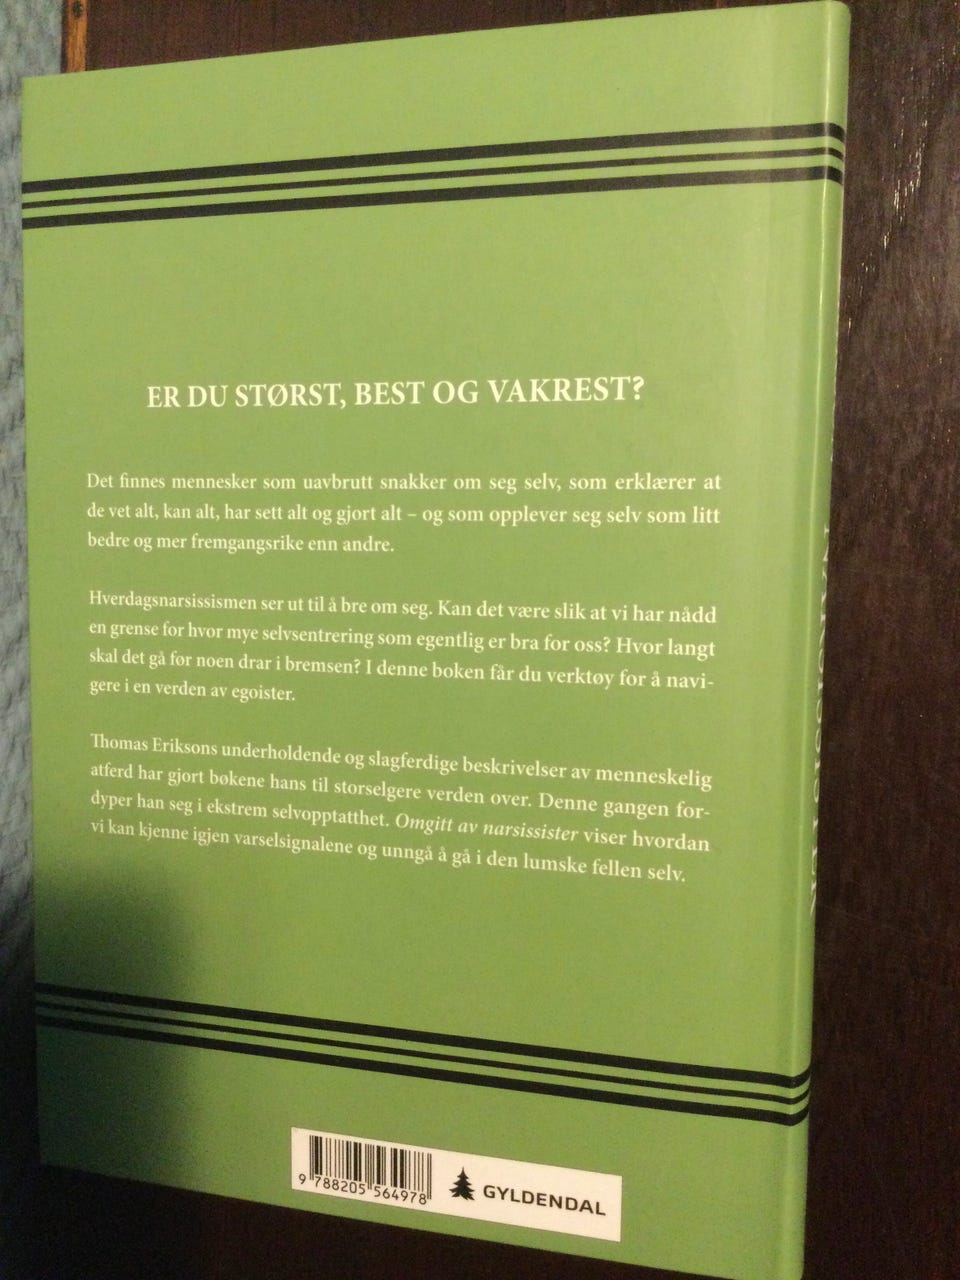 ER DU STØRST, BEST OG VAKREST?
Det finnes mennesker som uavbrutt snakker om seg selv, som erklærer at
de vet alt, kan alt, har sett alt og gjort alt – og som opplever seg selv som litt
bedre og mer fremgangsrike enn andre.
Hverdagsnarsissismen ser ut til å bre om seg. Kan det være slik at vi har nådd
en grense for hvor mye selvsentrering som egentlig er bra for oss? Hvor langt
skal det gå før noen drar i bremsen? I denne boken får du verktøy for å navi-
gere i en verden av egoister.
Thomas Eriksons underholdende og slagferdige beskrivelser av menneskelig
atferd har gjort bøkene hans til storselgere verden over. Denne gangen for-
dyper han seg i ekstrem selvopptatthet. Omgitt av narsissister viser hvordan
vi kan kjenne igjen varselsignalene og unngå å gå i den lumske fellen selv.
9 788205 564978
GYLDENDAL